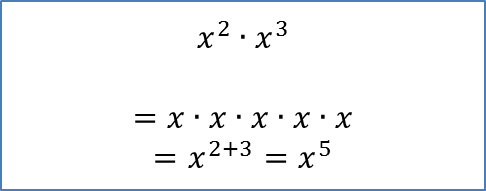 x² · x³
= x · x · x · x · x
= x²⁺³ = x⁵